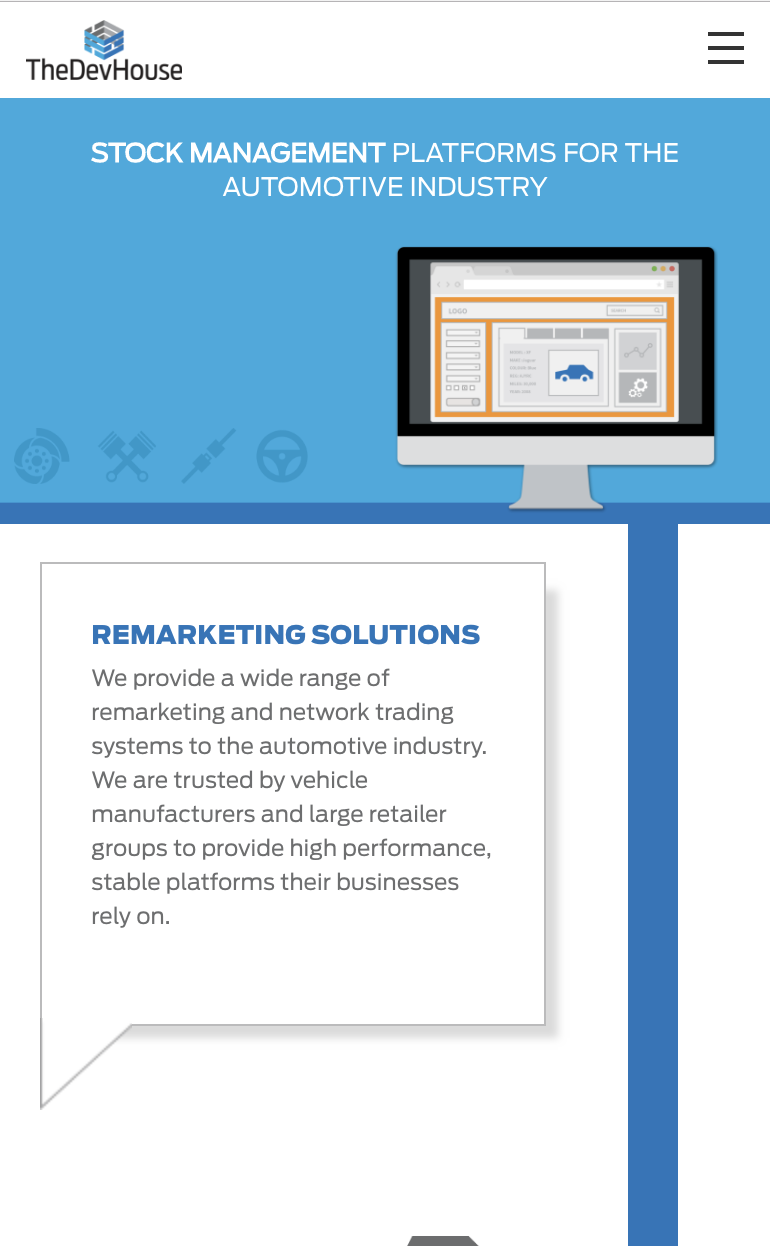 TheDevHouse
STOCK MANAGEMENT PLATFORMS FOR THE
AUTOMOTIVE INDUSTRY
LOGO
SEARCH
REMARKETING SOLUTIONS
We provide a wide range of
remarketing and network trading
systems to the automotive industry.
We are trusted by vehicle
manufacturers and large retailer
groups to provide high performance,
stable platforms their businesses
rely on.